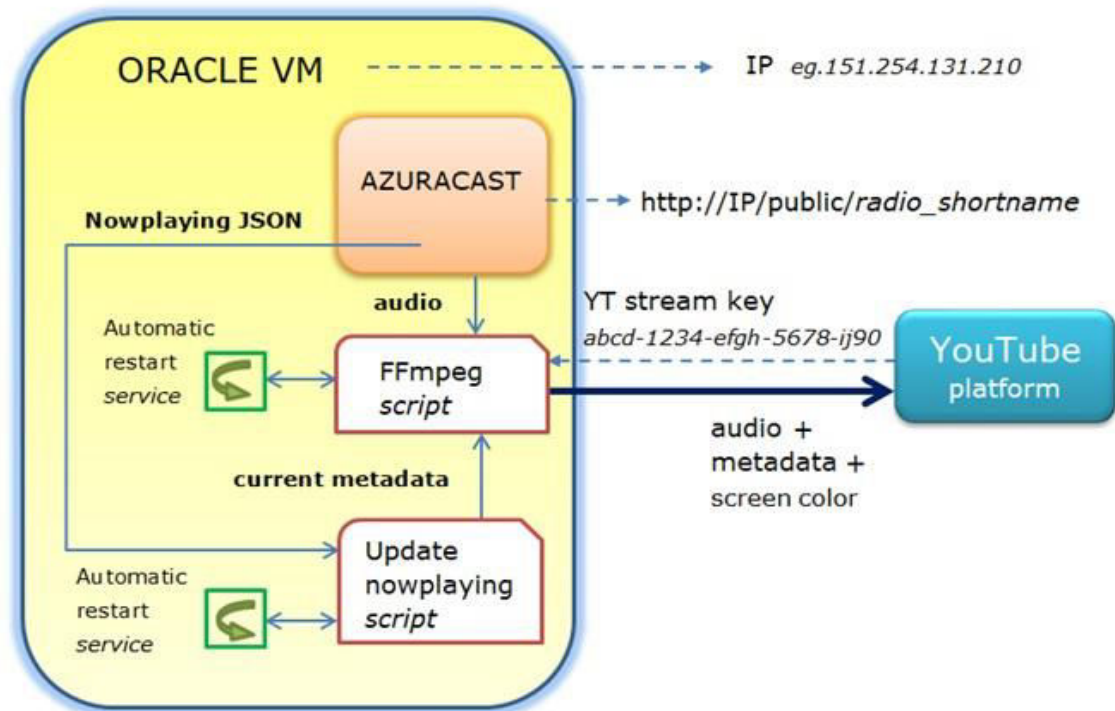 ORACLE VM
IP eg.151.254.131.210
AZURACAST
http://IP/public/radio_shortname
Nowplaying JSON
audio
YT stream key
abcd-1234-efgh-5678-ij90
Automatic
restart
service
FFmpeg
script
YouTube
platform
audio +
metadata +
screen color
current metadata
Update
nowplaying
script
Automatic
restart
service